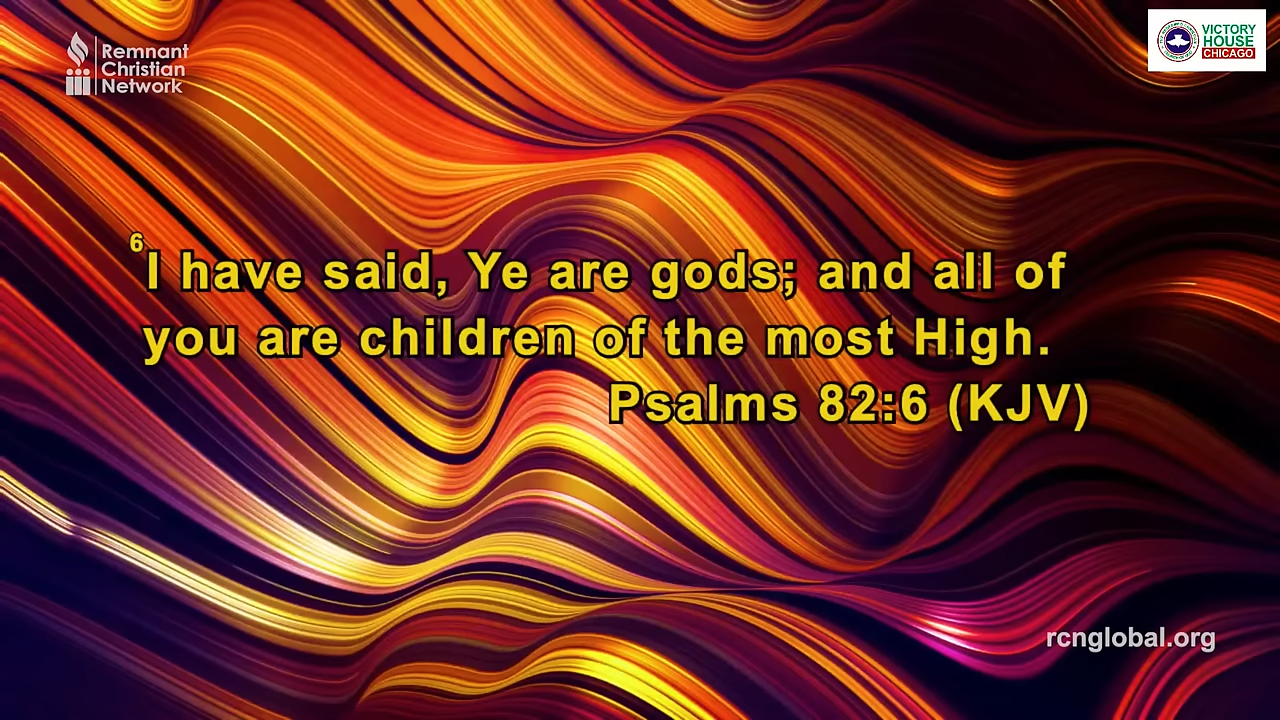 Remnant
Christian
Network
VICTORY
HOUSE
CHICAGO
6 I have said, Ye are gods; and all of
you are children of the most High.
Psalms 82:6 (KJV)
rcnglobal.org